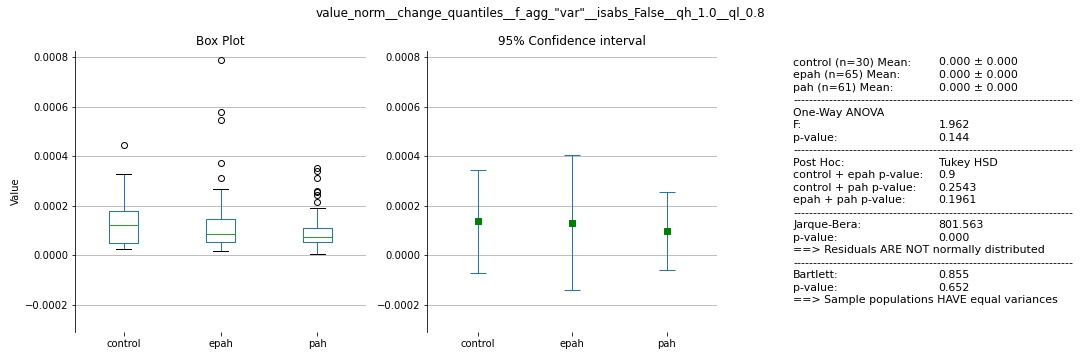 value_norm__change_quantiles__f_agg_"var"__isabs_False__qh_1.0__ql_0.8
Box Plot
Value
0.0008
0.0006
0.0004
0.0002
0.0000
−0.0002
control epah pah
95% Confidence interval
0.0008
0.0006
0.0004
0.0002
0.0000
−0.0002
control epah pah
control (n=30) Mean: 0.000 ± 0.000
epah (n=65) Mean: 0.000 ± 0.000
pah (n=61) Mean: 0.000 ± 0.000
One-Way ANOVA
F: 1.962
p-value: 0.144
Post Hoc: Tukey HSD
control + epah p-value: 0.9
control + pah p-value: 0.2543
epah + pah p-value: 0.1961
Jarque-Bera: 801.563
p-value: 0.000
==> Residuals ARE NOT normally distributed
Bartlett: 0.855
p-value: 0.652
==> Sample populations HAVE equal variances